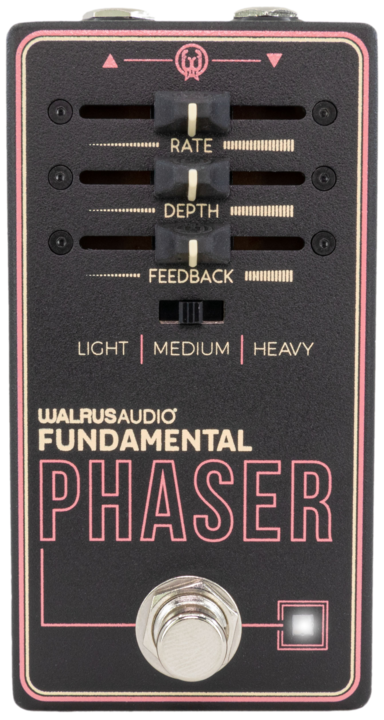 RATE
DEPTH
FEEDBACK
LIGHT | MEDIUM | HEAVY
WALRUSAUDIO
FUNDAMENTAL
PHASER